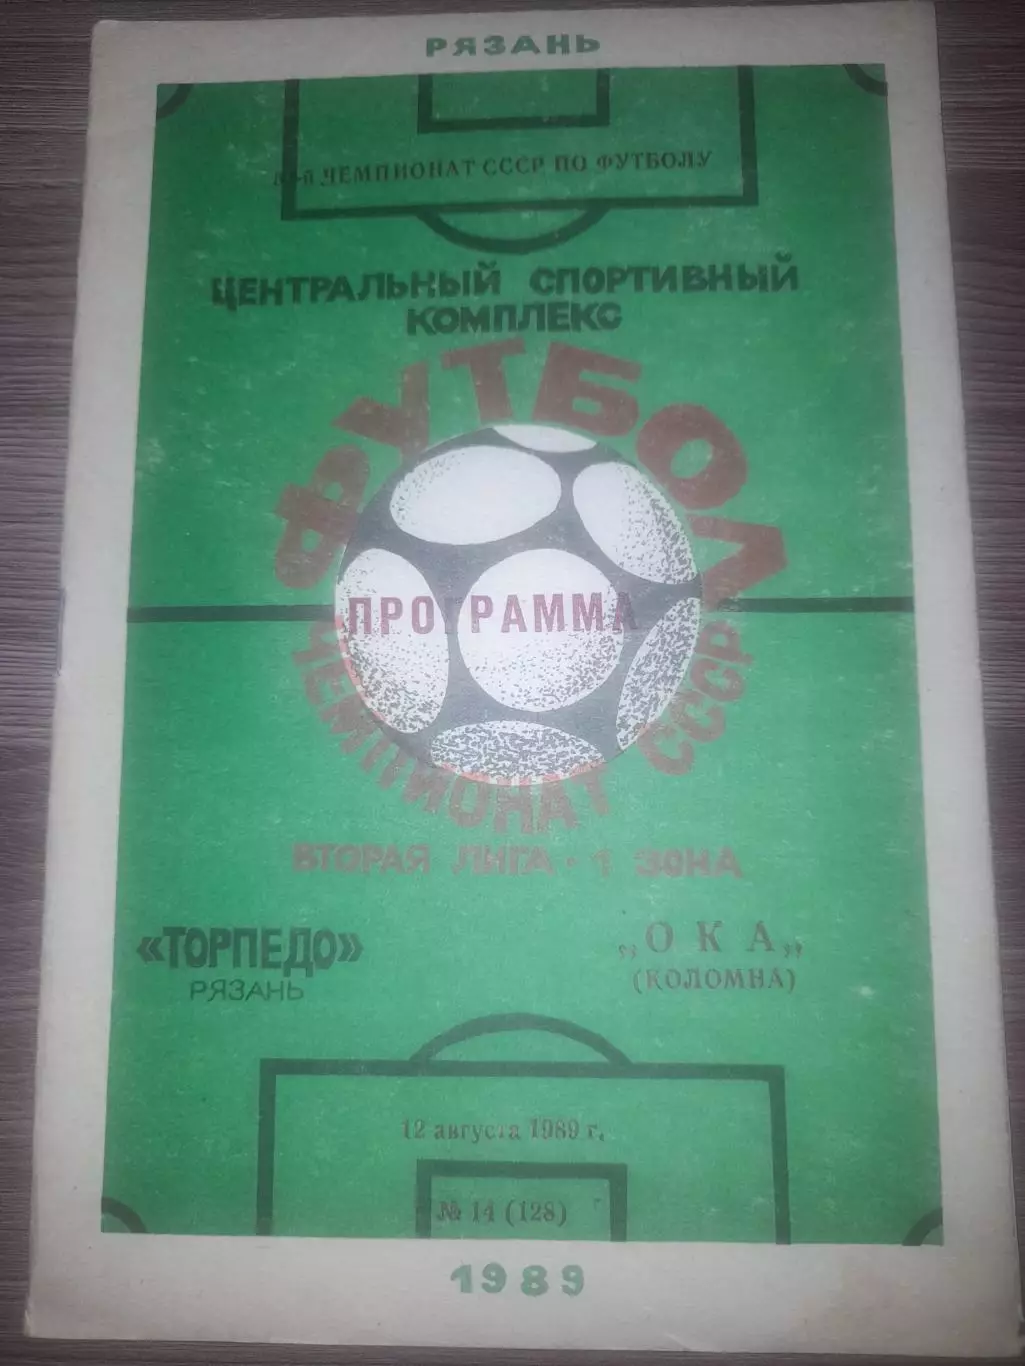 РЯЗАНЬ
ЧЕМПИОНАТ СССР ПО ФУТБОЛУ
ЦЕНТРАЛЬНЫЙ СПОРТИВНЫЙ
КОМПЛЕКС
ФУТБОЛ
ПРОГРАММА
ЧЕМПИОНАТ СССР
ВТОРАЯ ЛИГА · 1 ЗОНА
«ТОРПЕДО»
РЯЗАНЬ
„ОКА„
(КОЛОМНА)
12 августа 1989 г.
№ 14 (128)
1989